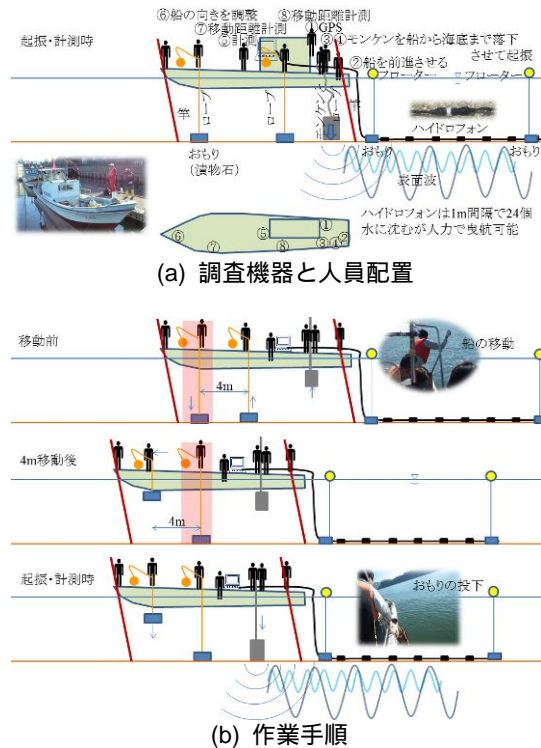 ⑥船の向きを調整
⑧移動距離計測
起振・計測時
⑦移動距離計測
①GPS
⑤計測
③④モンケンを船から海底まで落下
させて起振
②船を前進させる
フローター
フローター
竿
ロープ
ロープ
モンケンを
竿
ハイドロフォン
おもり
(漬物石)
おもり
おもり
表面波
①
⑤
⑥
②
⑦
⑧
③
④
ハイドロフォンは1m間隔で24個
水に沈むが人力で曳航可能
(a) 調査機器と人員配置
移動前
船の移動
4m
4m移動後
4m
起振・計測時
おもりの投下
(b) 作業手順